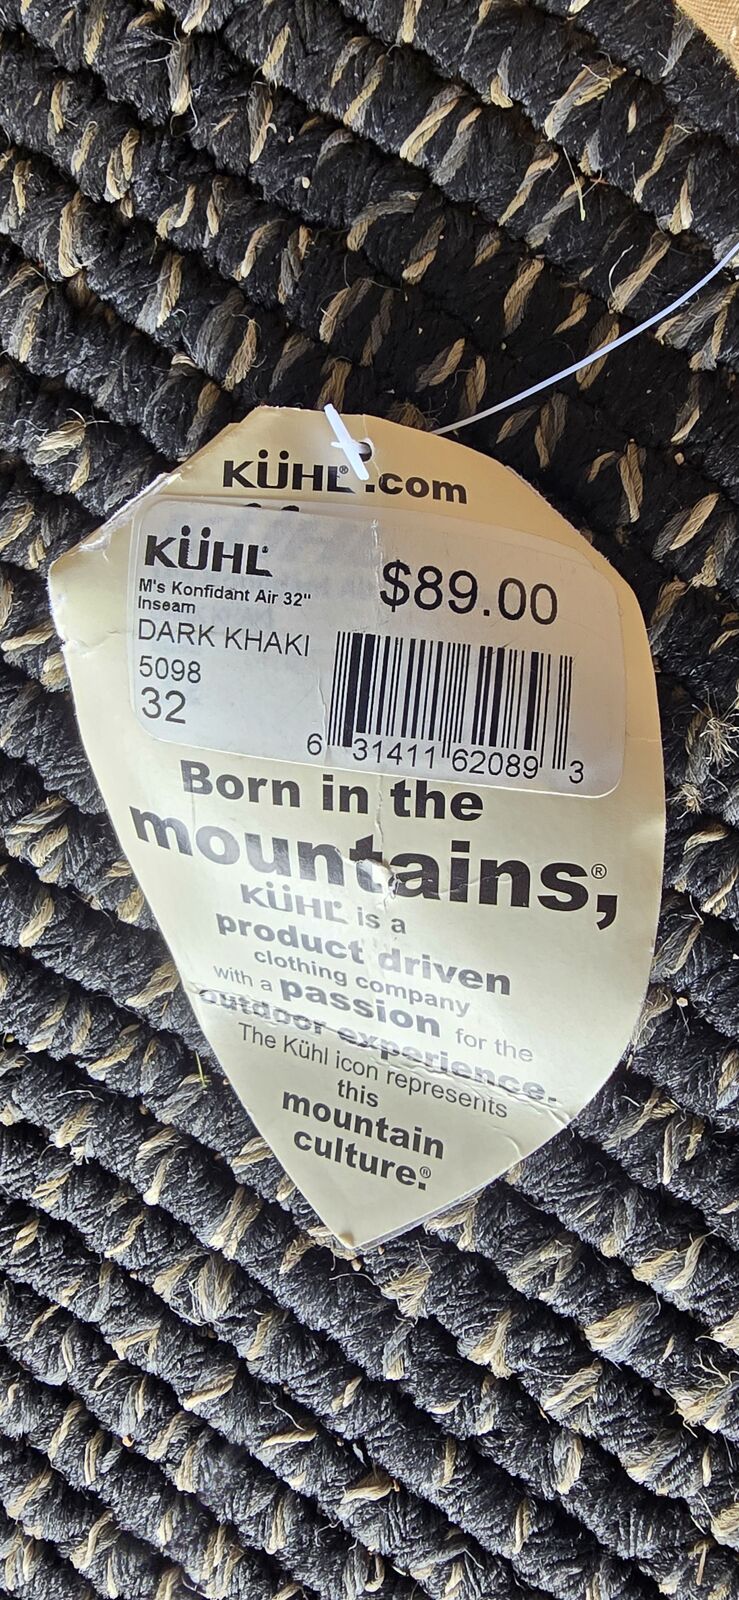 KÜHL® .com
KÜHL
$89.00
M's Konfidant Air 32"
Inseam
DARK KHAKI
5098
32
6 31411 62089 3
Born in the
mountains,®
KÜHL is a
product driven
clothing company
with a passion for the
outdoor experience.
The Kühl icon represents
this
mountain
culture.®